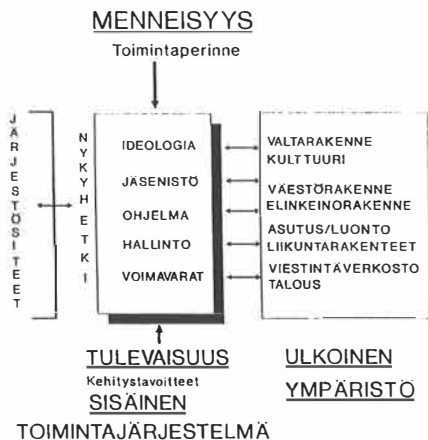 MENNEISYYS
Toimintaperinne
JÄRJESTÖSITEET
NYKYHETKI
IDEOLOGIA
JÄSENISTÖ
OHJELMA
HALLINTO
VOIMAVARAT
VALTARAKENNE
KULTTUURI
VÄESTÖRAKENNE
ELINKEINORAKENNE
ASUTUS/LUONTO
LIIKUNTARAKENTEET
VIESTINTÄVERKOSTO
TALOUS
TULEVAISUUS
Kehitystavoitteet
SISÄINEN
TOIMINTAJÄRJESTELMÄ
ULKOINEN
YMPÄRISTÖ